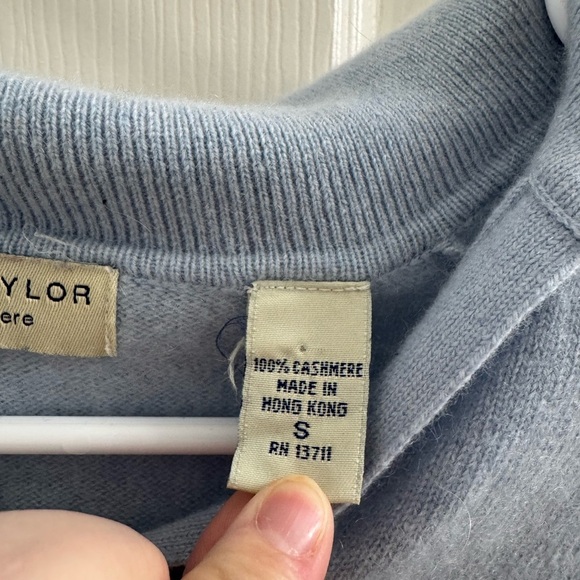 YLOR
ere
100% CASHMERE
MADE IN
HONG KONG
S
RN 13711